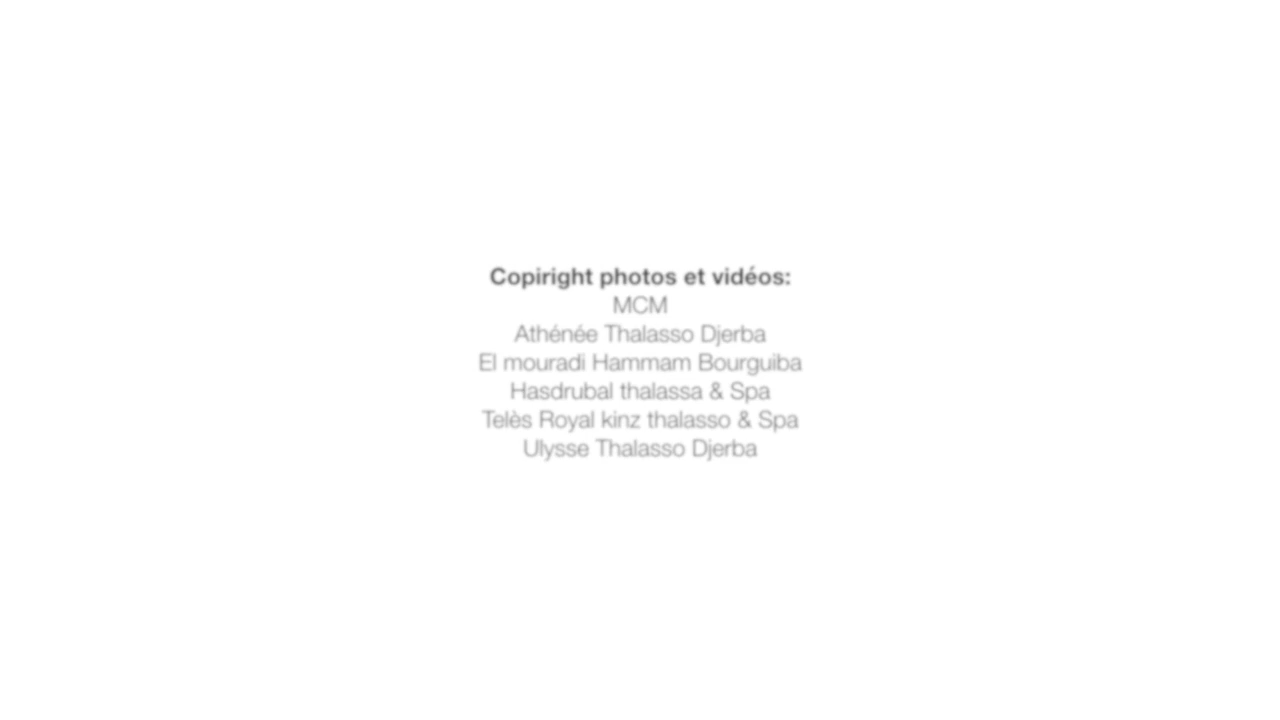 Copiright photos et vidéos:
MCM
Athénée Thalasso Djerba
El mouradi Hammam Bourguiba
Hasdrubal thalassa & Spa
Telès Royal kinz thalasso & Spa
Ulysse Thalasso Djerba